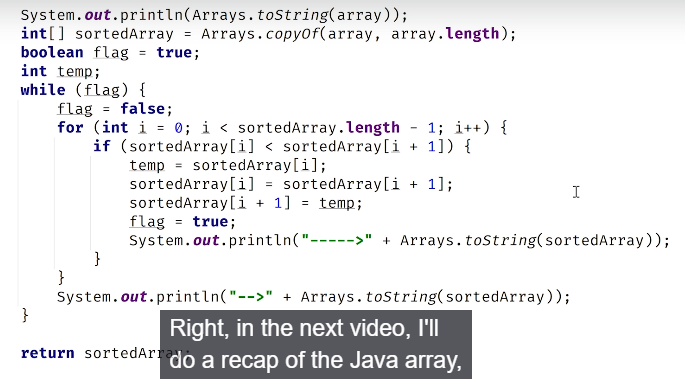 System.out.println(Arrays.toString(array));
int[] sortedArray = Arrays.copyOf(array, array.length);
boolean flag = true;
int temp;
while (flag) {
flag = false;
for (int i = 0; i < sortedArray.length - 1; i++) {
if (sortedArray[i] < sortedArray[i + 1]) {
temp = sortedArray[i];
sortedArray[i] = sortedArray[i + 1];
sortedArray[i + 1] = temp;
flag = true;
System.out.println("----->" + Arrays.toString(sortedArray));
}
}
System.out.println("-->" + Arrays.toString(sortedArray));
}
return
Right, in the next video, I'll
do a recap of the Java array,